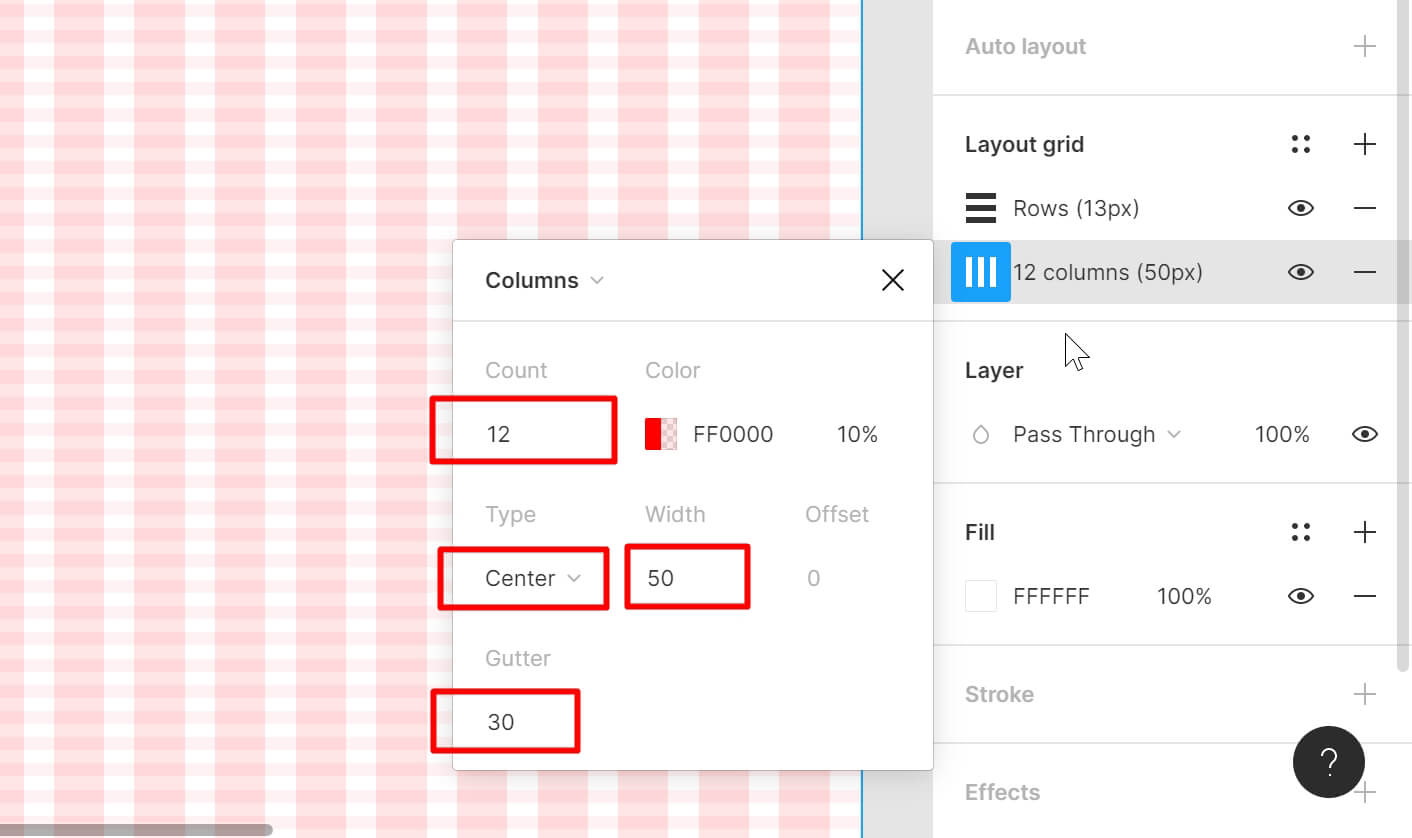 Auto layout
Layout grid
Rows (13px)
12 columns (50px)
Columns
Count Color
12 FF0000 10%
Type Width Offset
Center 50 0
Gutter
30
Layer
Pass Through 100%
Fill
FFFFFF 100%
Stroke
?
Effects